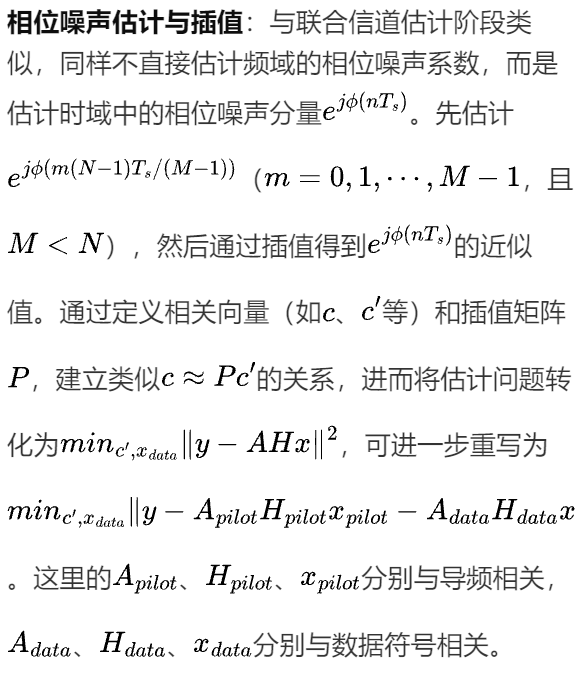 相位噪声估计与插值：与联合信道估计阶段类
似，同样不直接估计频域的相位噪声系数，而是
估计时域中的相位噪声分量$e^{j\phi(nT_s)}$。先估计
$e^{j\phi(m(N-1)T_s/(M-1))}$（$m=0,1,\cdots,M-1$，且
$M<N$），然后通过插值得到$e^{j\phi(nT_s)}$的近似
值。通过定义相关向量（如$c$、$c'$等）和插值矩阵
$P$，建立类似$c\approx Pc'$的关系，进而将估计问题转
化为$min_{c',x_{data}}\|y-AHx\|^2$，可进一步重写为
$min_{c',x_{data}}\|y-A_{pilot}H_{pilot}x_{pilot}-A_{data}H_{data}x$
。这里的$A_{pilot}$、$H_{pilot}$、$x_{pilot}$分别与导频相关，
$A_{data}$、$H_{data}$、$x_{data}$分别与数据符号相关。